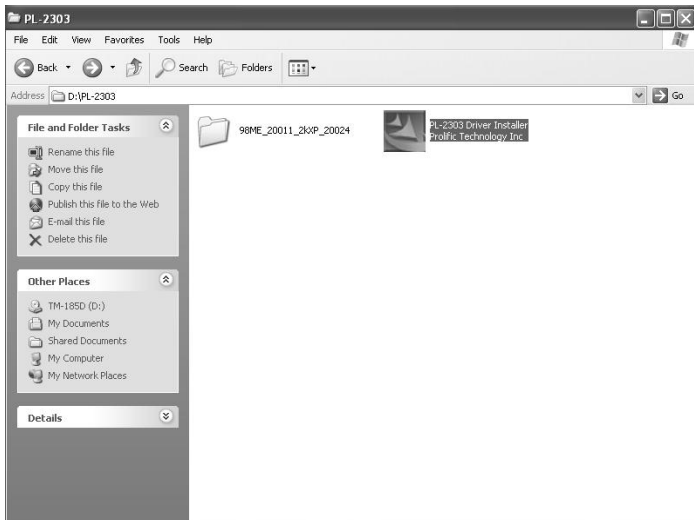 PL-2303
File Edit View Favorites Tools Help
Back Search Folders
Address D:\PL-2303 Go
File and Folder Tasks
Rename this file
Move this file
Copy this file
Publish this file to the Web
E-mail this file
Delete this file
Other Places
TM-185D (D:)
My Documents
Shared Documents
My Computer
My Network Places
Details
98ME_20011_2kXP_20024
PL-2303 Driver Installer
Prolific Technology Inc